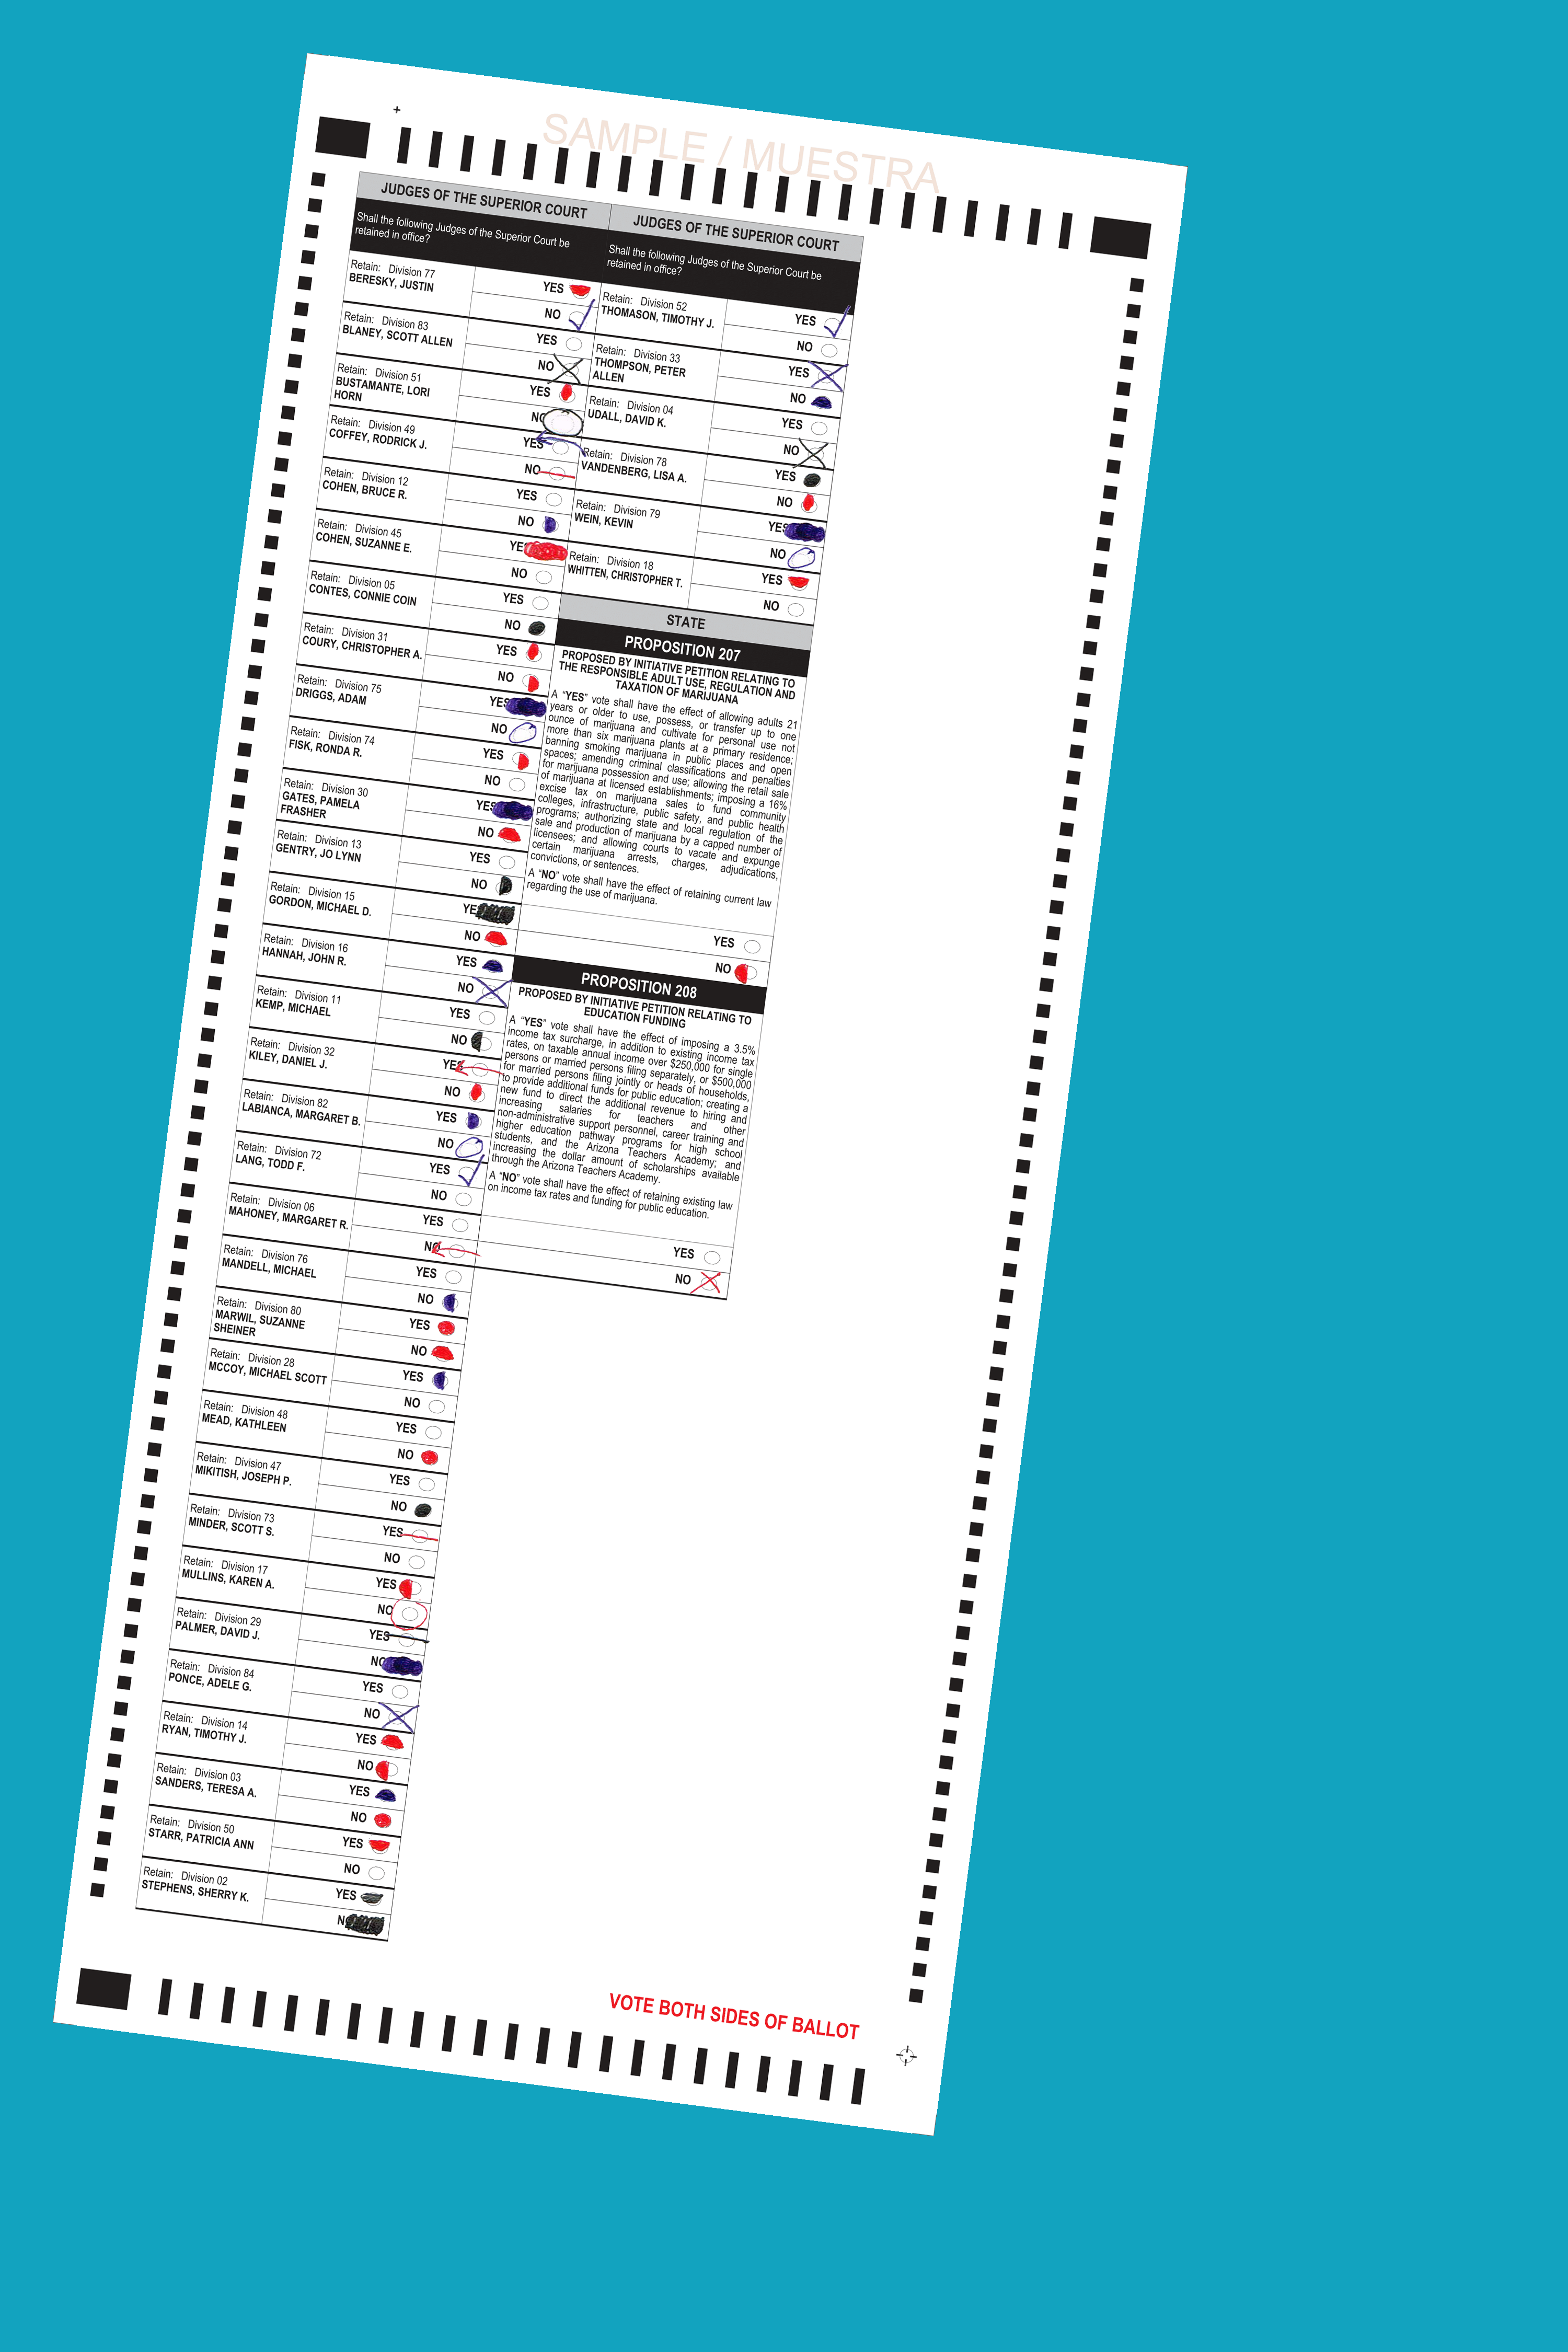 SAMPLE / MUESTRA
JUDGES OF THE SUPERIOR COURT
Shall the following Judges of the Superior Court be
retained in office?
Retain: Division 77
BERESKY, JUSTIN
YES
NO
Retain: Division 83
BLANEY, SCOTT ALLEN
YES
NO
Retain: Division 51
BUSTAMANTE, LORI
HORN
YES
NO
Retain: Division 49
COFFEY, RODRICK J.
YES
NO
Retain: Division 12
COHEN, BRUCE R.
YES
NO
Retain: Division 45
COHEN, SUZANNE E.
YES
NO
Retain: Division 05
CONTES, CONNIE COIN
YES
NO
Retain: Division 31
COURY, CHRISTOPHER A.
YES
NO
Retain: Division 75
DRIGGS, ADAM
YES
NO
Retain: Division 74
FISK, RONDA R.
YES
NO
Retain: Division 30
GATES, PAMELA
FRASHER
YES
NO
Retain: Division 13
GENTRY, JO LYNN
YES
NO
Retain: Division 15
GORDON, MICHAEL D.
YES
NO
Retain: Division 16
HANNAH, JOHN R.
YES
NO
Retain: Division 11
KEMP, MICHAEL
YES
NO
Retain: Division 32
KILEY, DANIEL J.
YES
NO
Retain: Division 82
LABIANCA, MARGARET B.
YES
NO
Retain: Division 72
LANG, TODD F.
YES
NO
Retain: Division 06
MAHONEY, MARGARET R.
YES
NO
Retain: Division 76
MANDELL, MICHAEL
YES
NO
Retain: Division 80
MARWIL, SUZANNE
SHEINER
YES
NO
Retain: Division 28
MCCOY, MICHAEL SCOTT
YES
NO
Retain: Division 48
MEAD, KATHLEEN
YES
NO
Retain: Division 47
MIKITISH, JOSEPH P.
YES
NO
Retain: Division 73
MINDER, SCOTT S.
YES
NO
Retain: Division 17
MULLINS, KAREN A.
YES
NO
Retain: Division 29
PALMER, DAVID J.
YES
NO
Retain: Division 84
PONCE, ADELE G.
YES
NO
Retain: Division 14
RYAN, TIMOTHY J.
YES
NO
Retain: Division 03
SANDERS, TERESA A.
YES
NO
Retain: Division 50
STARR, PATRICIA ANN
YES
NO
Retain: Division 02
STEPHENS, SHERRY K.
YES
NO
JUDGES OF THE SUPERIOR COURT
Shall the following Judges of the Superior Court be
retained in office?
Retain: Division 52
THOMASON, TIMOTHY J.
YES
NO
Retain: Division 33
THOMPSON, PETER
ALLEN
YES
NO
Retain: Division 04
UDALL, DAVID K.
YES
NO
Retain: Division 78
VANDENBERG, LISA A.
YES
NO
Retain: Division 79
WEIN, KEVIN
YES
NO
Retain: Division 18
WHITTEN, CHRISTOPHER T.
YES
NO
STATE
PROPOSITION 207
PROPOSED BY INITIATIVE PETITION RELATING TO
THE RESPONSIBLE ADULT USE, REGULATION AND
TAXATION OF MARIJUANA
A “YES” vote shall have the effect of allowing adults 21
years or older to use, possess, or transfer up to one
ounce of marijuana and cultivate for personal use not
more than six marijuana plants at a primary residence;
banning smoking marijuana in public places and open
spaces; amending criminal classifications and penalties
for marijuana possession and use; allowing the retail sale
of marijuana at licensed establishments; imposing a 16%
excise tax on marijuana sales to fund community
colleges, infrastructure, public safety, and public health
programs; authorizing state and local regulation of the
sale and production of marijuana by a capped number of
licensees; and allowing courts to vacate and expunge
certain marijuana arrests, charges, adjudications,
convictions, or sentences.
A “NO” vote shall have the effect of retaining current law
regarding the use of marijuana.
YES
NO
PROPOSITION 208
PROPOSED BY INITIATIVE PETITION RELATING TO
EDUCATION FUNDING
A “YES” vote shall have the effect of imposing a 3.5%
income tax surcharge, in addition to existing income tax
rates, on taxable annual income over $250,000 for single
persons or married persons filing separately, or $500,000
for married persons filing jointly or heads of households,
to provide additional funds for public education; creating a
new fund to direct the additional revenue to hiring and
increasing salaries for teachers and other
non-administrative support personnel, career training and
higher education pathway programs for high school
students, and the Arizona Teachers Academy; and
increasing the dollar amount of scholarships available
through the Arizona Teachers Academy.
A “NO” vote shall have the effect of retaining existing law
on income tax rates and funding for public education.
YES
NO
VOTE BOTH SIDES OF BALLOT